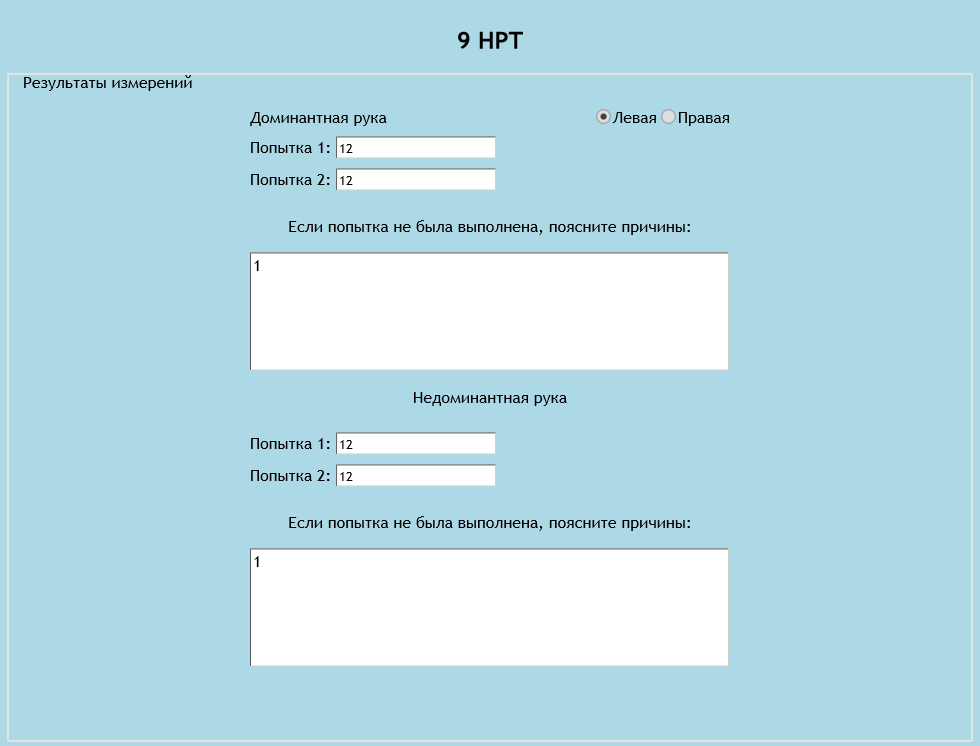 9 HPT
Результаты измерений
Доминантная рука Левая Правая
Попытка 1: 12
Попытка 2: 12
Если попытка не была выполнена, поясните причины:
1
Недоминантная рука
Попытка 1: 12
Попытка 2: 12
Если попытка не была выполнена, поясните причины:
1